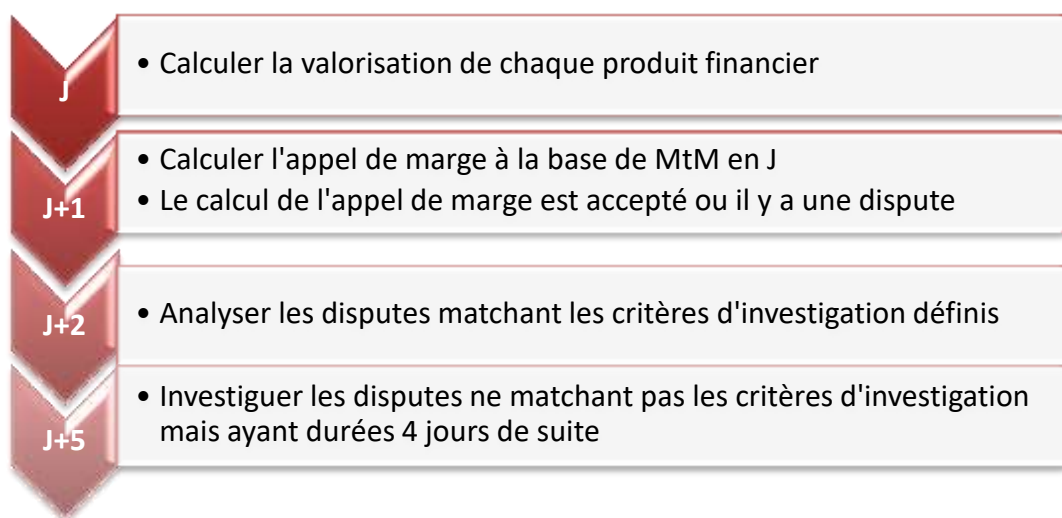 J
• Calculer la valorisation de chaque produit financier
J+1
• Calculer l'appel de marge à la base de MtM en J
• Le calcul de l'appel de marge est accepté ou il y a une dispute
J+2
• Analyser les disputes matchant les critères d'investigation définis
J+5
• Investiguer les disputes ne matchant pas les critères d'investigation
mais ayant durées 4 jours de suite